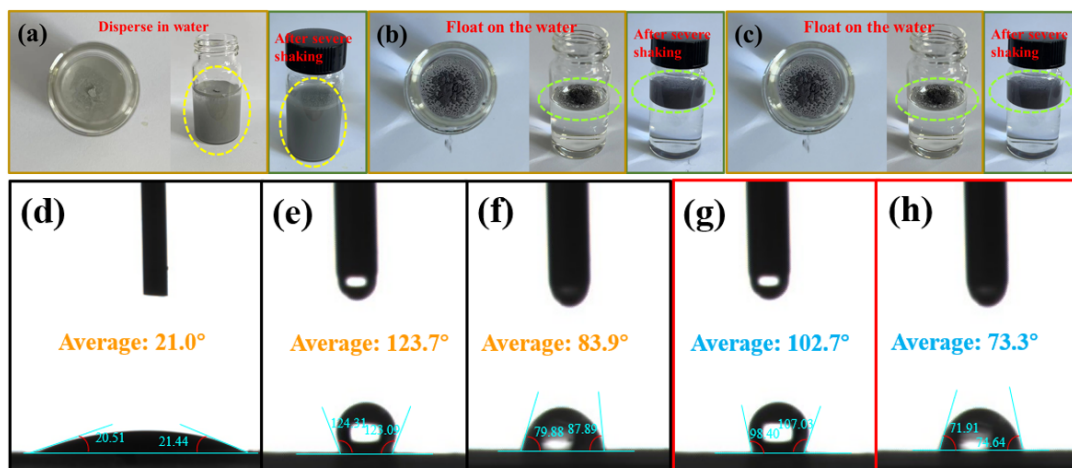 (a)
Disperse in water
After severe
shaking
(b)
Float on the water
After severe
shaking
(c)
Float on the water
After severe
shaking
(d)
Average: 21.0°
20.51
21.44
(e)
Average: 123.7°
124.31
123.09
(f)
Average: 83.9°
79.88
87.89
(g)
Average: 102.7°
98.40
107.03
(h)
Average: 73.3°
71.91
74.64